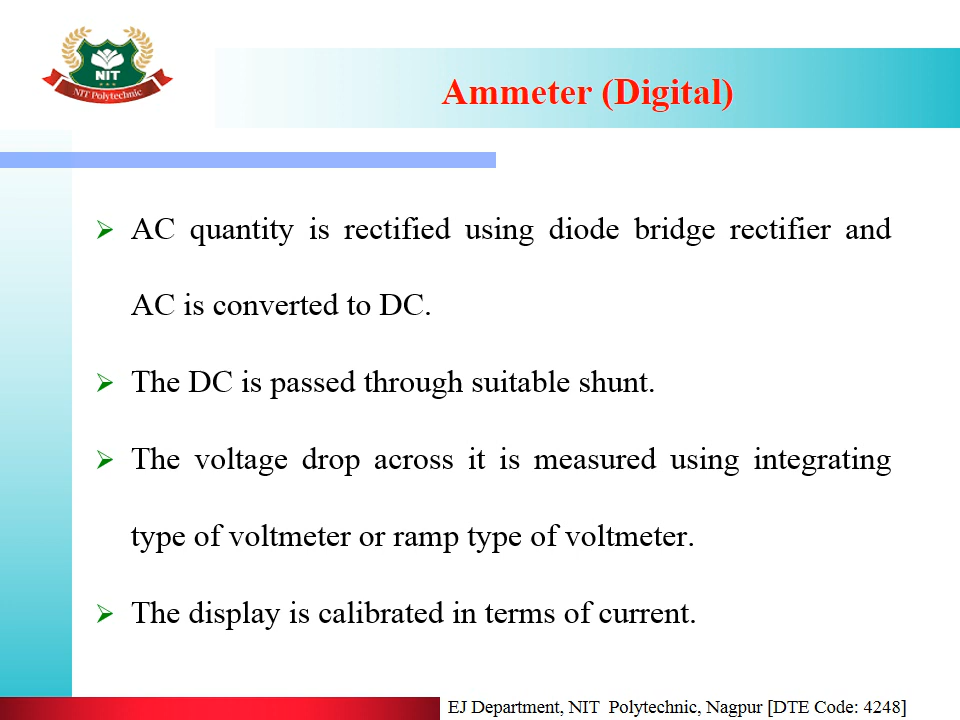 NIT
NIT Polytechnic
Ammeter (Digital)
AC quantity is rectified using diode bridge rectifier and
AC is converted to DC.
The DC is passed through suitable shunt.
The voltage drop across it is measured using integrating
type of voltmeter or ramp type of voltmeter.
The display is calibrated in terms of current.
EJ Department, NIT Polytechnic, Nagpur [DTE Code: 4248]